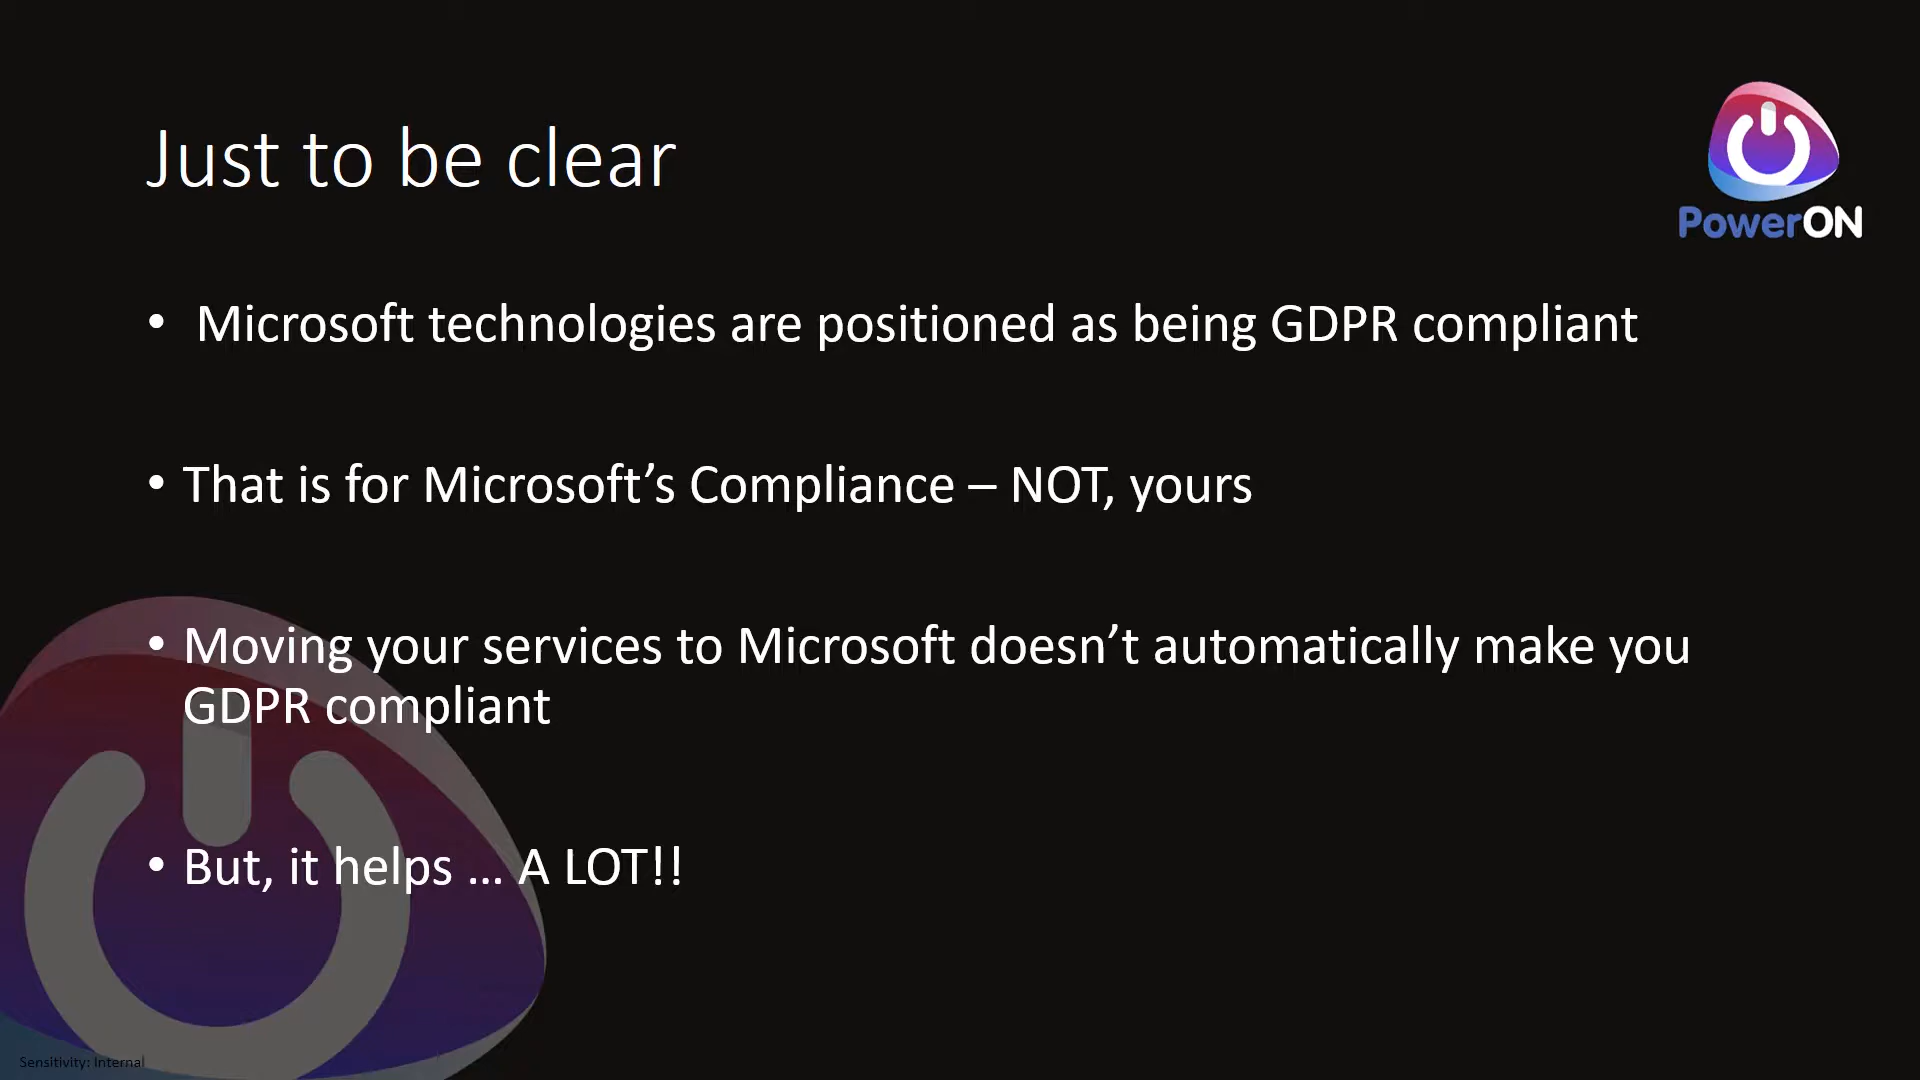 Just to be clear
PowerON
• Microsoft technologies are positioned as being GDPR compliant
• That is for Microsoft’s Compliance – NOT, yours
• Moving your services to Microsoft doesn’t automatically make you
GDPR compliant
• But, it helps … A LOT!!
Sensitivity: Internal